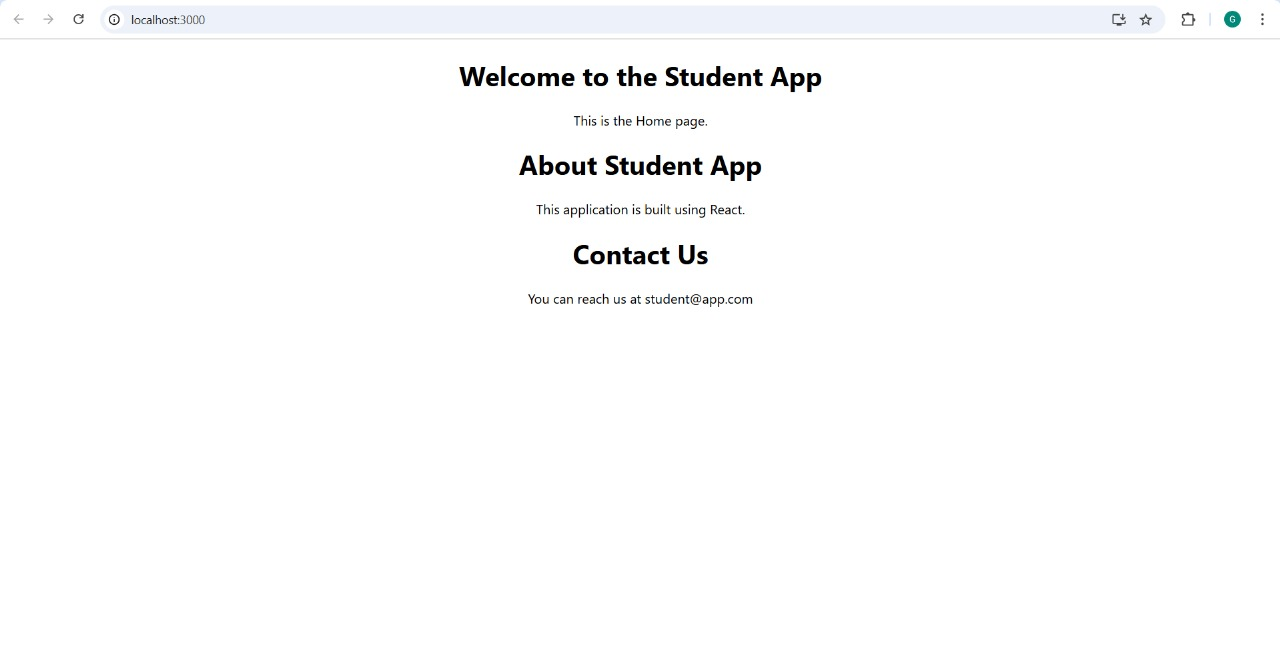 localhost:3000
G
Welcome to the Student App
This is the Home page.
About Student App
This application is built using React.
Contact Us
You can reach us at student@app.com